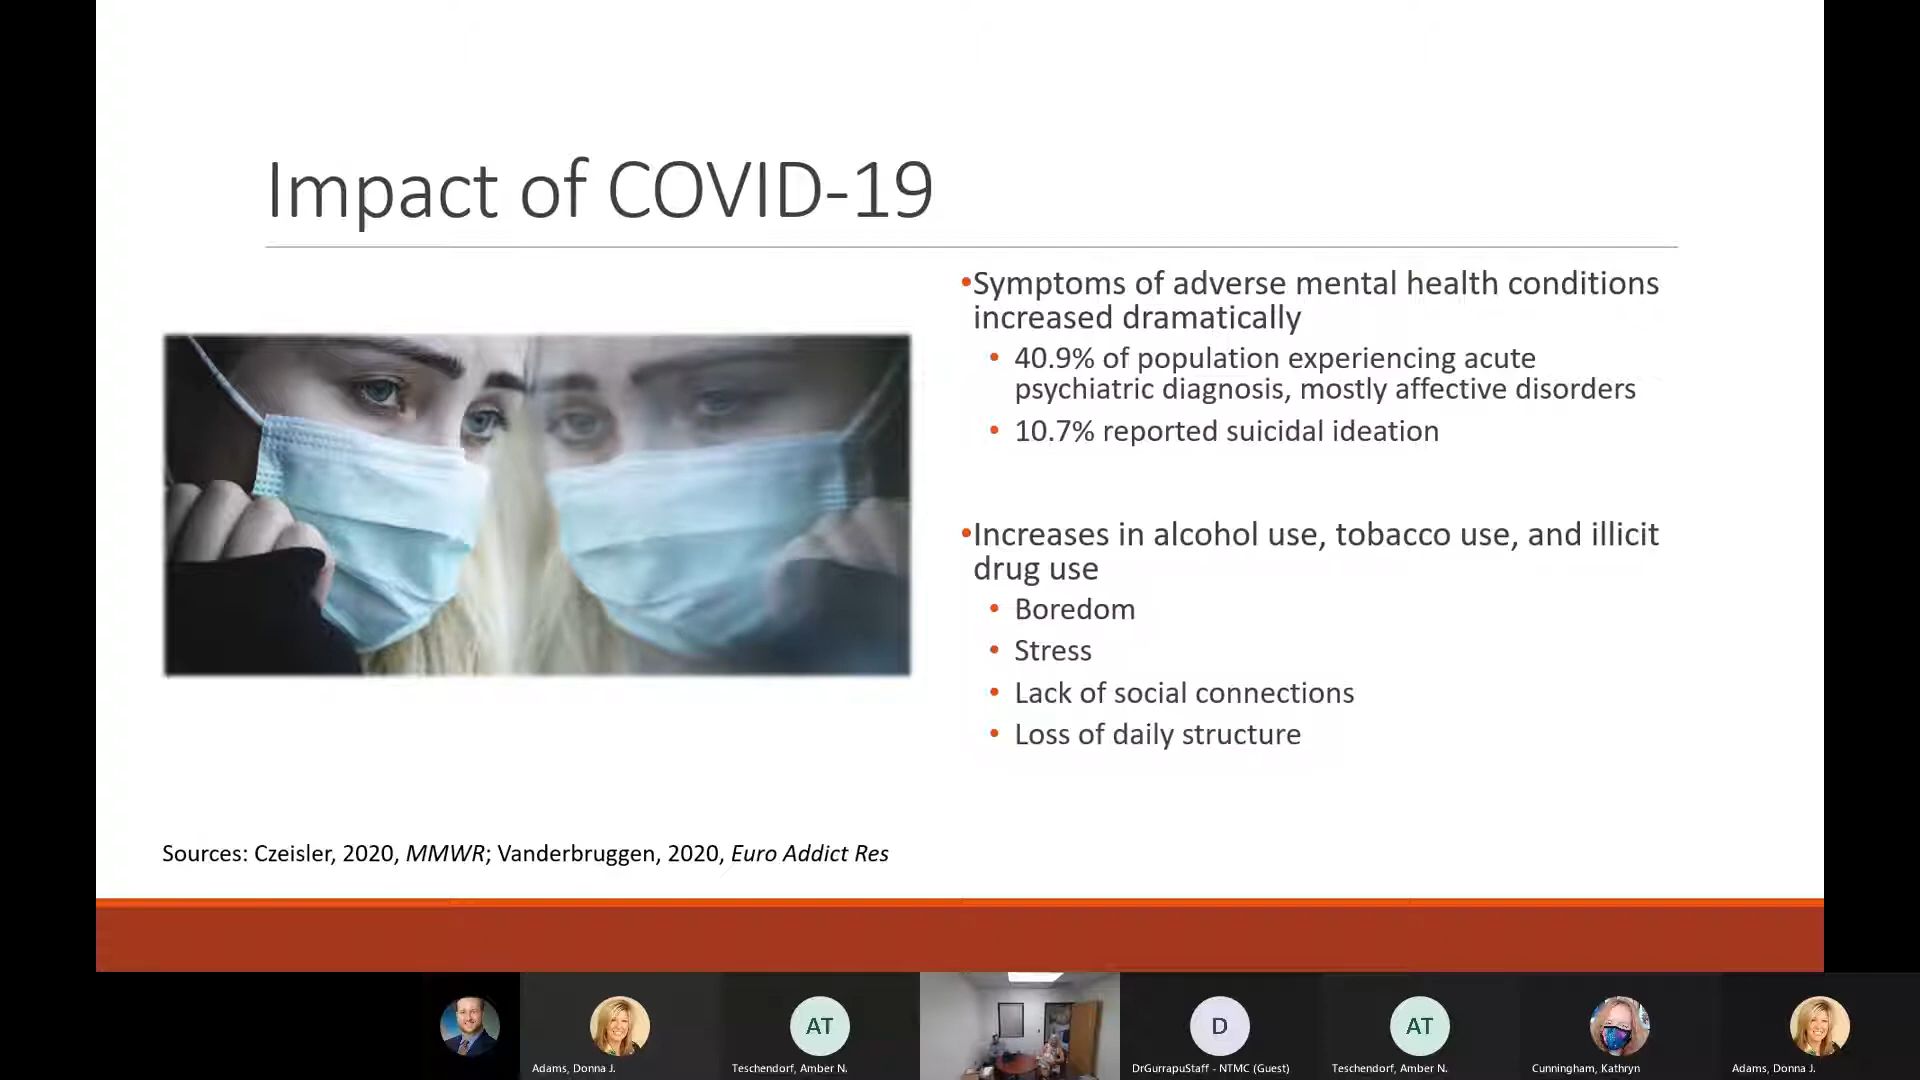 Impact of COVID-19
•Symptoms of adverse mental health conditions
increased dramatically
• 40.9% of population experiencing acute
psychiatric diagnosis, mostly affective disorders
• 10.7% reported suicidal ideation
•Increases in alcohol use, tobacco use, and illicit
drug use
• Boredom
• Stress
• Lack of social connections
• Loss of daily structure
Sources: Czeisler, 2020, MMWR; Vanderbruggen, 2020, Euro Addict Res
AT
D
AT
Adams, Donna J.
Teschendorf, Amber N.
DrGurrapuStaff - NTMC (Guest)
Teschendorf, Amber N.
Cunningham, Kathryn
Adams, Donna J.